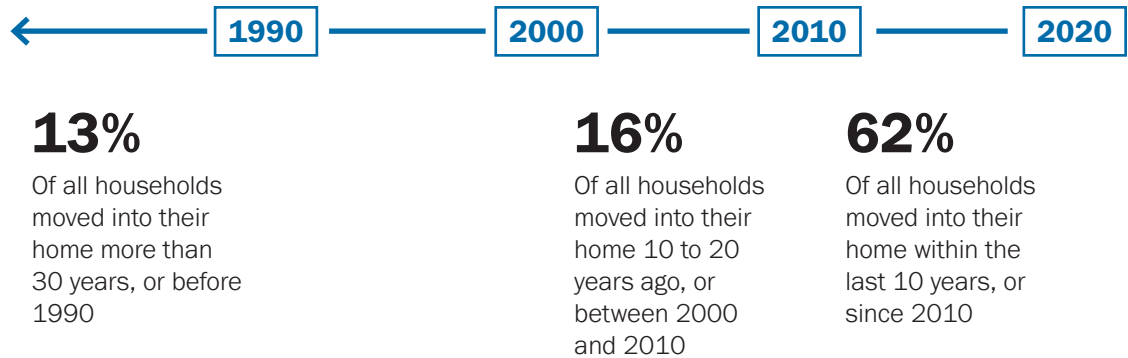 1990
2000
2010
2020
13%
Of all households
moved into their
home more than
30 years, or before
1990
16%
Of all households
moved into their
home 10 to 20
years ago, or
between 2000
and 2010
62%
Of all households
moved into their
home within the
last 10 years, or
since 2010